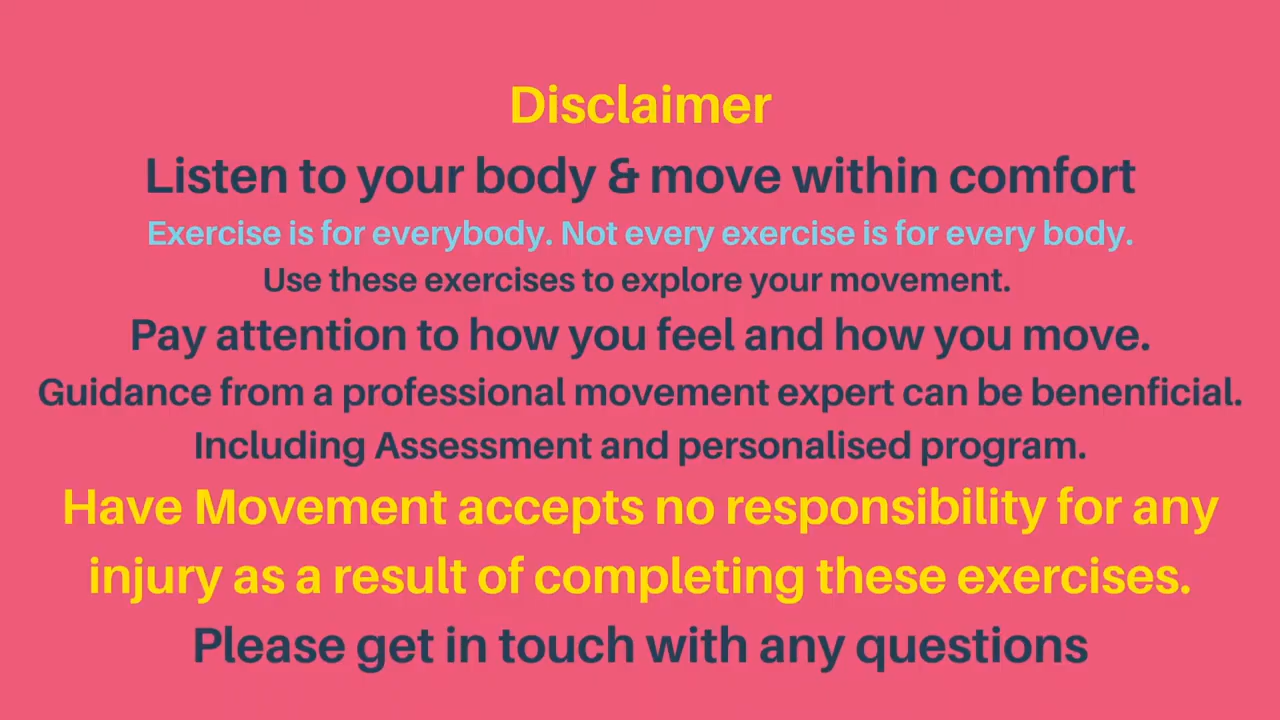 Disclaimer
Listen to your body & move within comfort
Exercise is for everybody. Not every exercise is for every body.
Use these exercises to explore your movement.
Pay attention to how you feel and how you move.
Guidance from a professional movement expert can be benenficial.
Including Assessment and personalised program.
Have Movement accepts no responsibility for any
injury as a result of completing these exercises.
Please get in touch with any questions